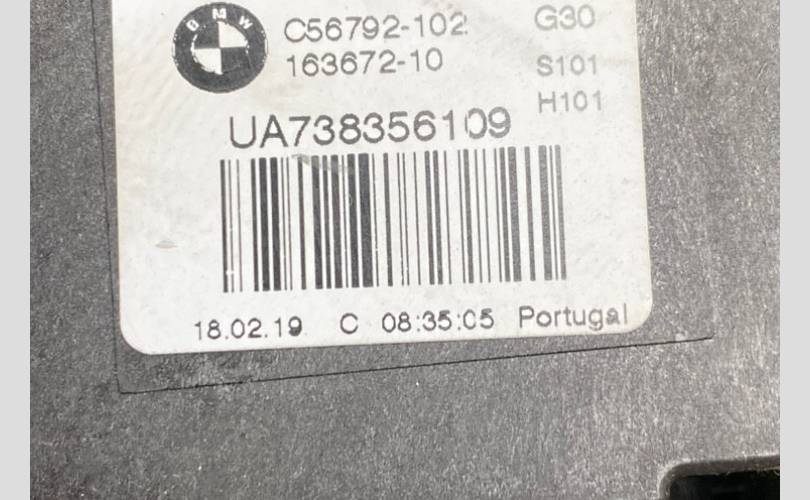 BMW
C56792-102 G30
163672-10 S101
H101
UA738356109
18.02.19 C 08:35:05 Portugal